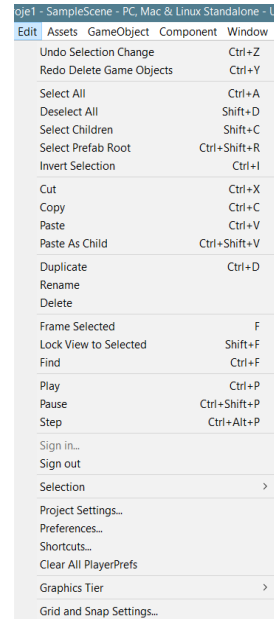 oje1 - SampleScene - PC, Mac & Linux Standalone - U
Edit Assets GameObject Component Window
Undo Selection Change Ctrl+Z
Redo Delete Game Objects Ctrl+Y
Select All Ctrl+A
Deselect All Shift+D
Select Children Shift+C
Select Prefab Root Ctrl+Shift+R
Invert Selection Ctrl+I
Cut Ctrl+X
Copy Ctrl+C
Paste Ctrl+V
Paste As Child Ctrl+Shift+V
Duplicate Ctrl+D
Rename
Delete
Frame Selected F
Lock View to Selected Shift+F
Find Ctrl+F
Play Ctrl+P
Pause Ctrl+Shift+P
Step Ctrl+Alt+P
Sign in...
Sign out
Selection >
Project Settings...
Preferences...
Shortcuts...
Clear All PlayerPrefs
Graphics Tier >
Grid and Snap Settings...